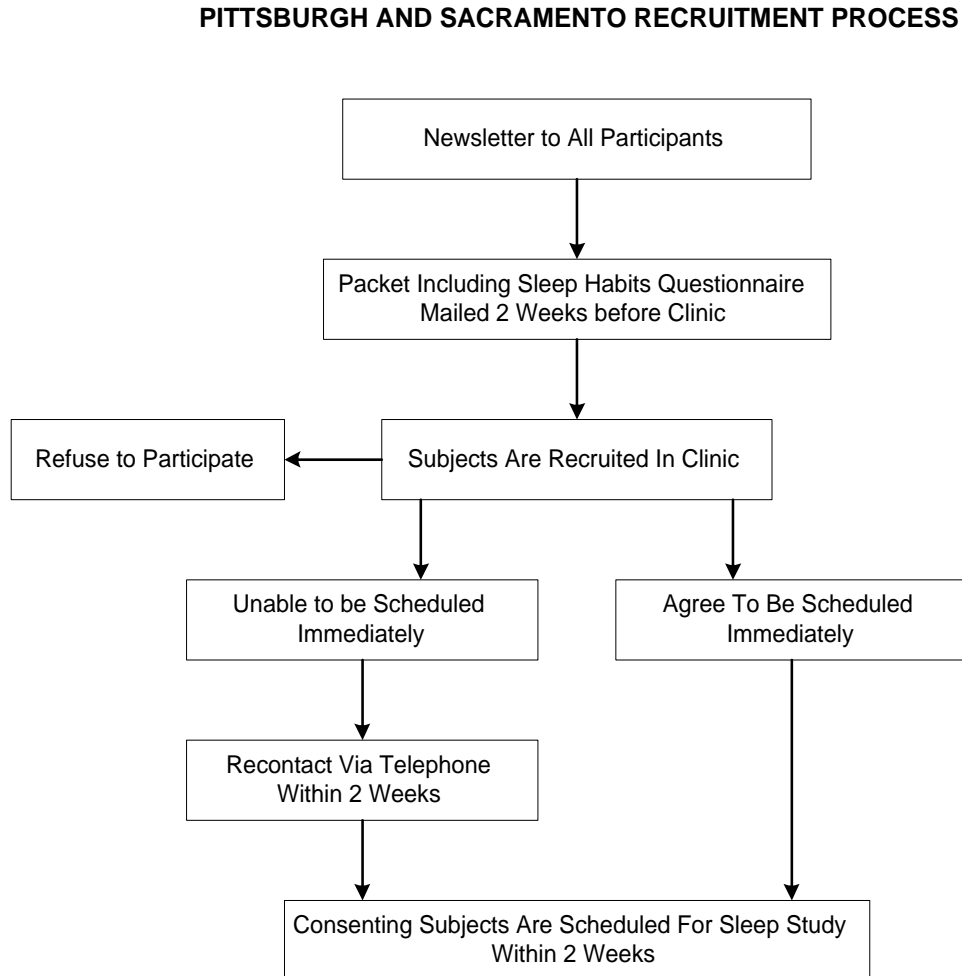 PITTSBURGH AND SACRAMENTO RECRUITMENT PROCESS
Newsletter to All Participants
Packet Including Sleep Habits Questionnaire
Mailed 2 Weeks before Clinic
Refuse to Participate
Subjects Are Recruited In Clinic
Unable to be Scheduled
Immediately
Agree To Be Scheduled
Immediately
Recontact Via Telephone
Within 2 Weeks
Consenting Subjects Are Scheduled For Sleep Study
Within 2 Weeks